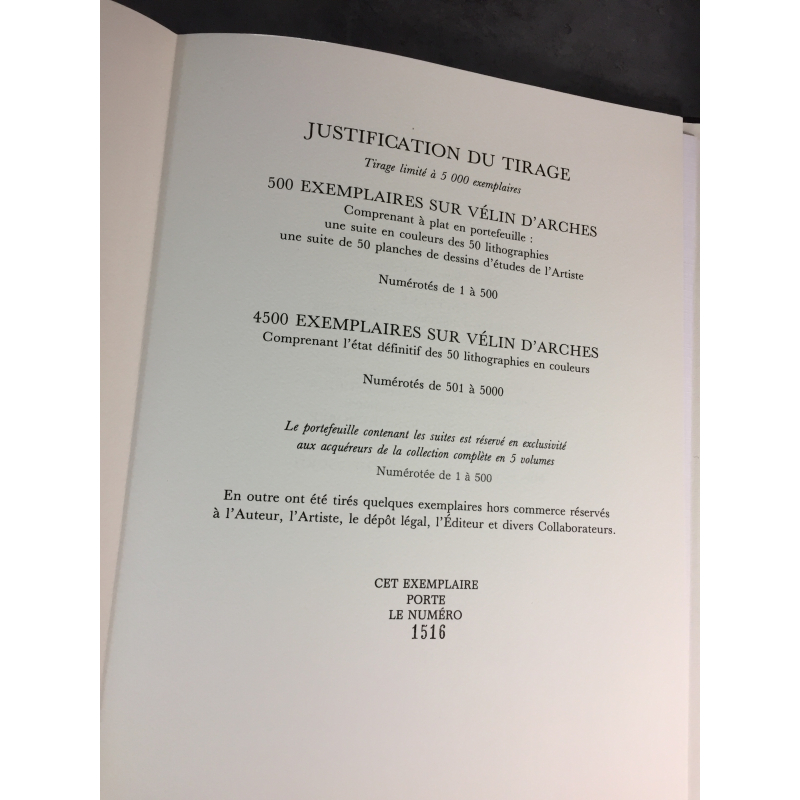 JUSTIFICATION DU TIRAGE
Tirage limité à 5 000 exemplaires
500 EXEMPLAIRES SUR VÉLIN D'ARCHES
Comprenant à plat en portefeuille :
une suite en couleurs des 50 lithographies
une suite de 50 planches de dessins d'études de l'Artiste
Numérotés de 1 à 500
4500 EXEMPLAIRES SUR VÉLIN D'ARCHES
Comprenant l'état définitif des 50 lithographies en couleurs
Numérotés de 501 à 5000
Le portefeuille contenant les suites est réservé en exclusivité
aux acquéreurs de la collection complète en 5 volumes
Numérotée de 1 à 500
En outre ont été tirés quelques exemplaires hors commerce réservés
à l'Auteur, l'Artiste, le dépôt légal, l'Éditeur et divers Collaborateurs.
CET EXEMPLAIRE
PORTE
LE NUMÉRO
1516